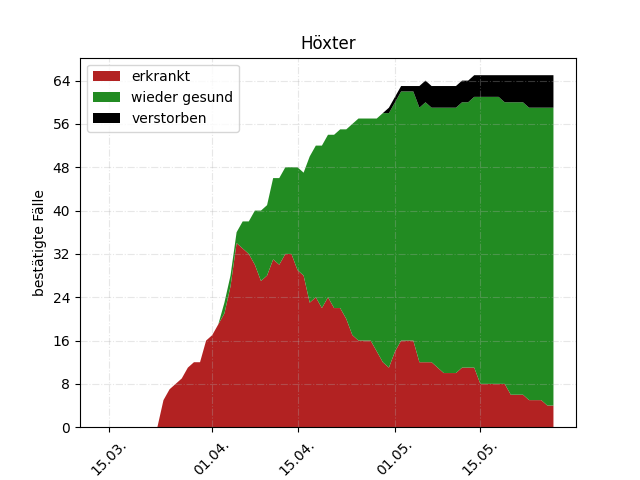 Höxter
erkrankt
wieder gesund
verstorben
bestätigte Fälle
64
56
48
40
32
24
16
8
0
15.03.
01.04.
15.04.
01.05.
15.05.